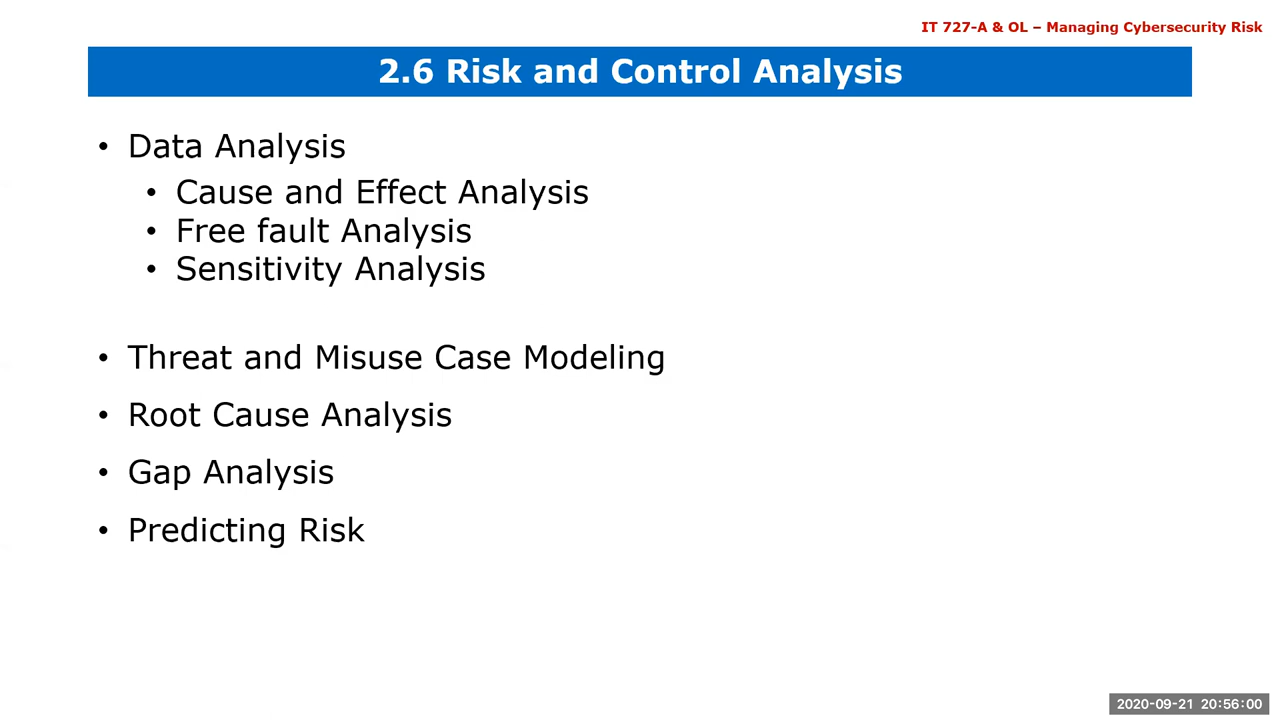 IT 727-A & OL – Managing Cybersecurity Risk
2.6 Risk and Control Analysis
• Data Analysis
• Cause and Effect Analysis
• Free fault Analysis
• Sensitivity Analysis
• Threat and Misuse Case Modeling
• Root Cause Analysis
• Gap Analysis
• Predicting Risk
2020-09-21 20:56:00